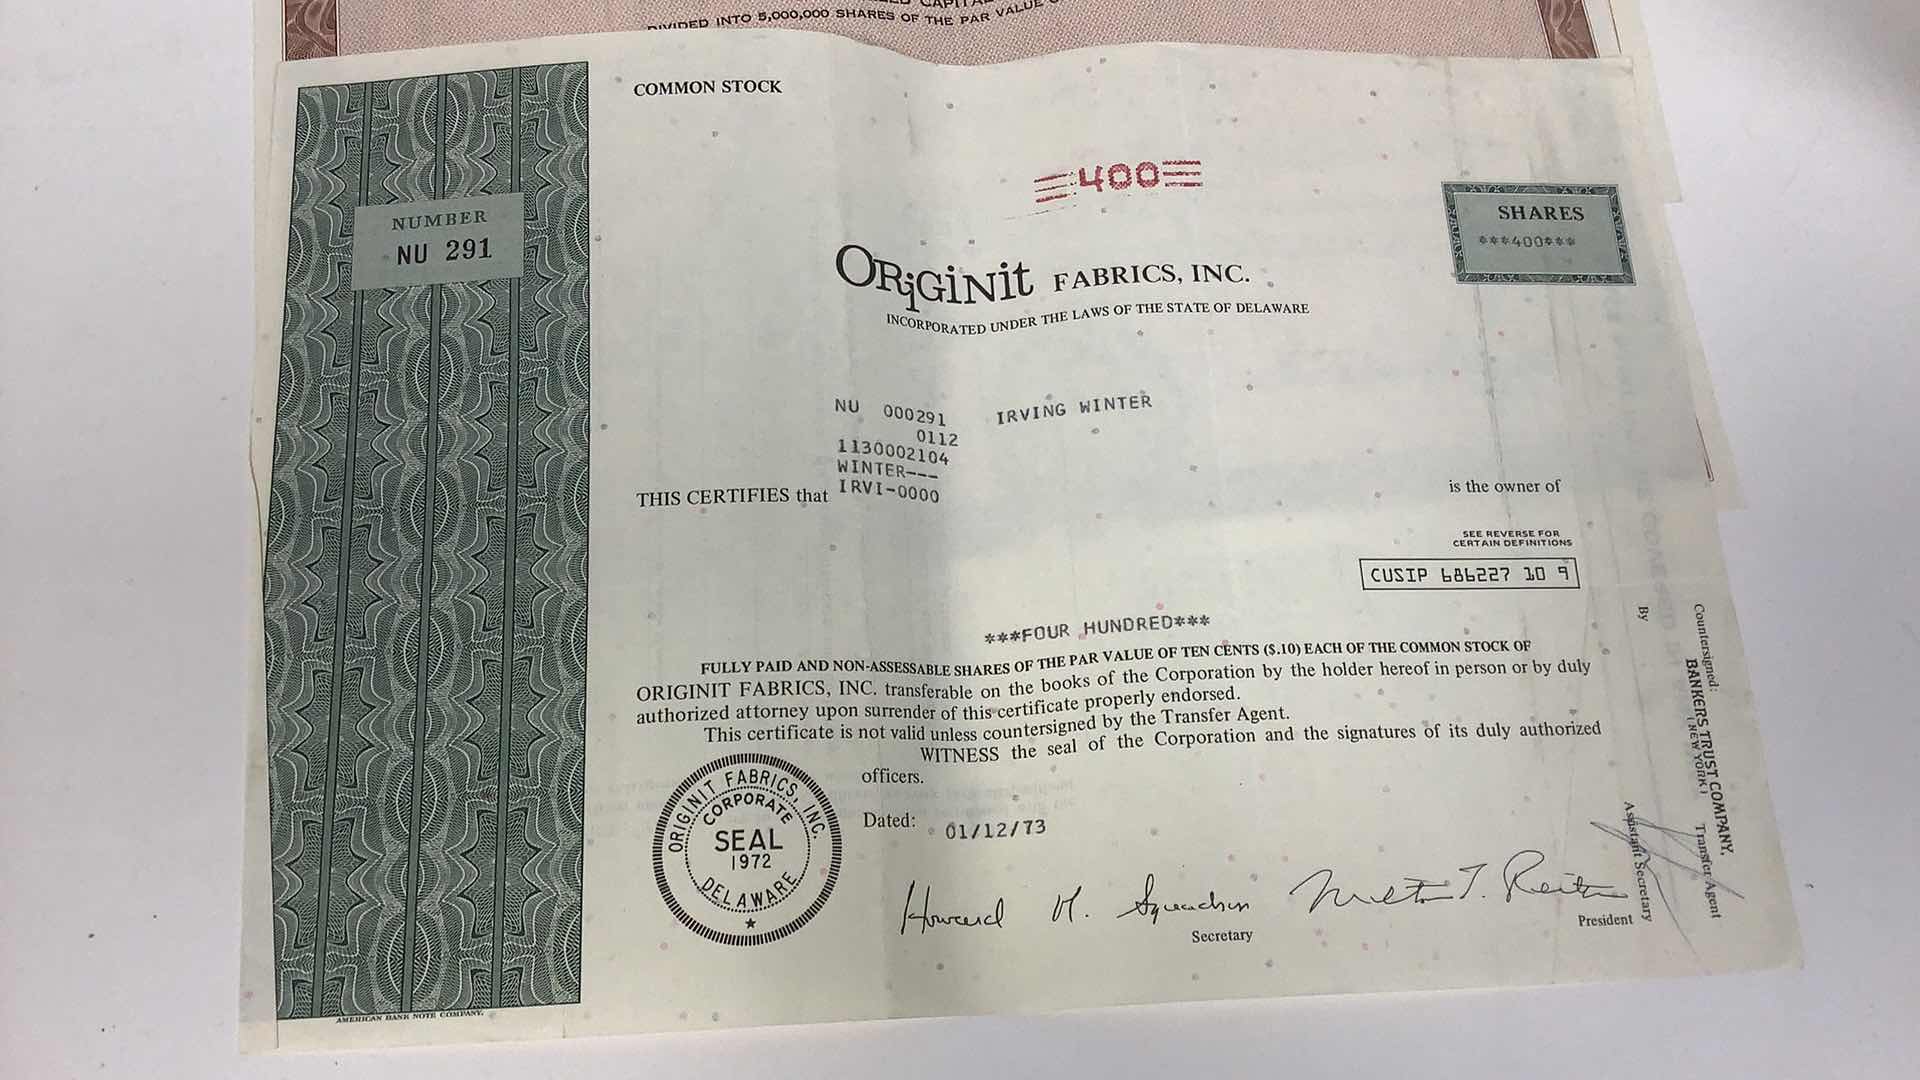 DIVIDED INTO 5,000,000 SHARES OF THE PAR VALUE
COMMON STOCK
400
NUMBER
NU 291
SHARES
***400***
ORiGiNit FABRICS, INC.
INCORPORATED UNDER THE LAWS OF THE STATE OF DELAWARE
NU 000291 IRVING WINTER
0112
1130002104
WINTER---
THIS CERTIFIES that IRVI-0000
is the owner of
SEE REVERSE FOR
CERTAIN DEFINITIONS
CUSIP 686227 10 9
***FOUR HUNDRED***
FULLY PAID AND NON-ASSESSABLE SHARES OF THE PAR VALUE OF TEN CENTS ($.10) EACH OF THE COMMON STOCK OF
ORIGINIT FABRICS, INC. transferable on the books of the Corporation by the holder hereof in person or by duly
authorized attorney upon surrender of this certificate properly endorsed.
This certificate is not valid unless countersigned by the Transfer Agent.
WITNESS the seal of the Corporation and the signatures of its duly authorized
officers.
Dated: 01/12/73
ORIGINIT FABRICS, INC.
CORPORATE
SEAL
1972
DELAWARE
Howard M. Squadron
Secretary
Milton T. Reiter
President
Countersigned:
BANKERS TRUST COMPANY,
(NEW YORK) Transfer Agent
By
Assistant Secretary
AMERICAN BANK NOTE COMPANY.